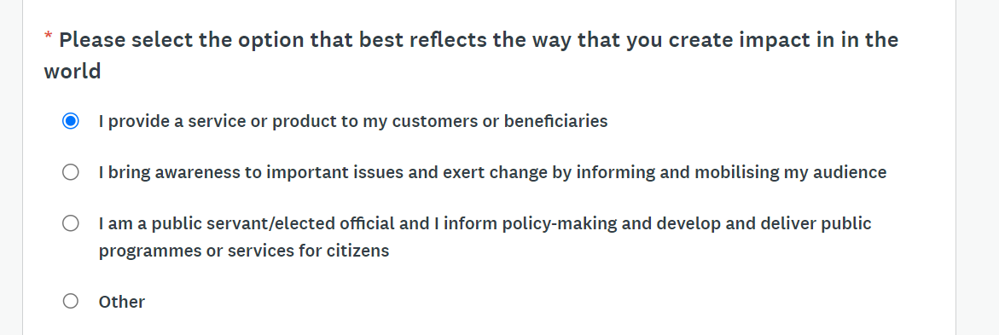 * Please select the option that best reflects the way that you create impact in in the
world
I provide a service or product to my customers or beneficiaries
I bring awareness to important issues and exert change by informing and mobilising my audience
I am a public servant/elected official and I inform policy-making and develop and deliver public
programmes or services for citizens
Other